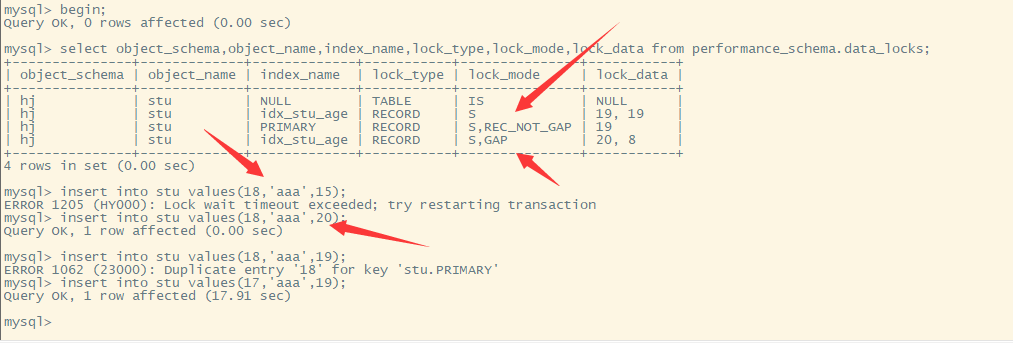 mysql> begin;
Query OK, 0 rows affected (0.00 sec)
mysql> select object_schema,object_name,index_name,lock_type,lock_mode,lock_data from performance_schema.data_locks;
+---------------+-------------+-------------+-----------+---------------+-----------+
| object_schema | object_name | index_name | lock_type | lock_mode | lock_data |
+---------------+-------------+-------------+-----------+---------------+-----------+
| hj | stu | NULL | TABLE | IS | NULL |
| hj | stu | idx_stu_age | RECORD | S | 19, 19 |
| hj | stu | PRIMARY | RECORD | S,REC_NOT_GAP | 19 |
| hj | stu | idx_stu_age | RECORD | S,GAP | 20, 8 |
+---------------+-------------+-------------+-----------+---------------+-----------+
4 rows in set (0.00 sec)
mysql> insert into stu values(18,'aaa',15);
ERROR 1205 (HY000): Lock wait timeout exceeded; try restarting transaction
mysql> insert into stu values(18,'aaa',20);
Query OK, 1 row affected (0.00 sec)
mysql> insert into stu values(18,'aaa',19);
ERROR 1062 (23000): Duplicate entry '18' for key 'stu.PRIMARY'
mysql> insert into stu values(17,'aaa',19);
Query OK, 1 row affected (17.91 sec)
mysql>